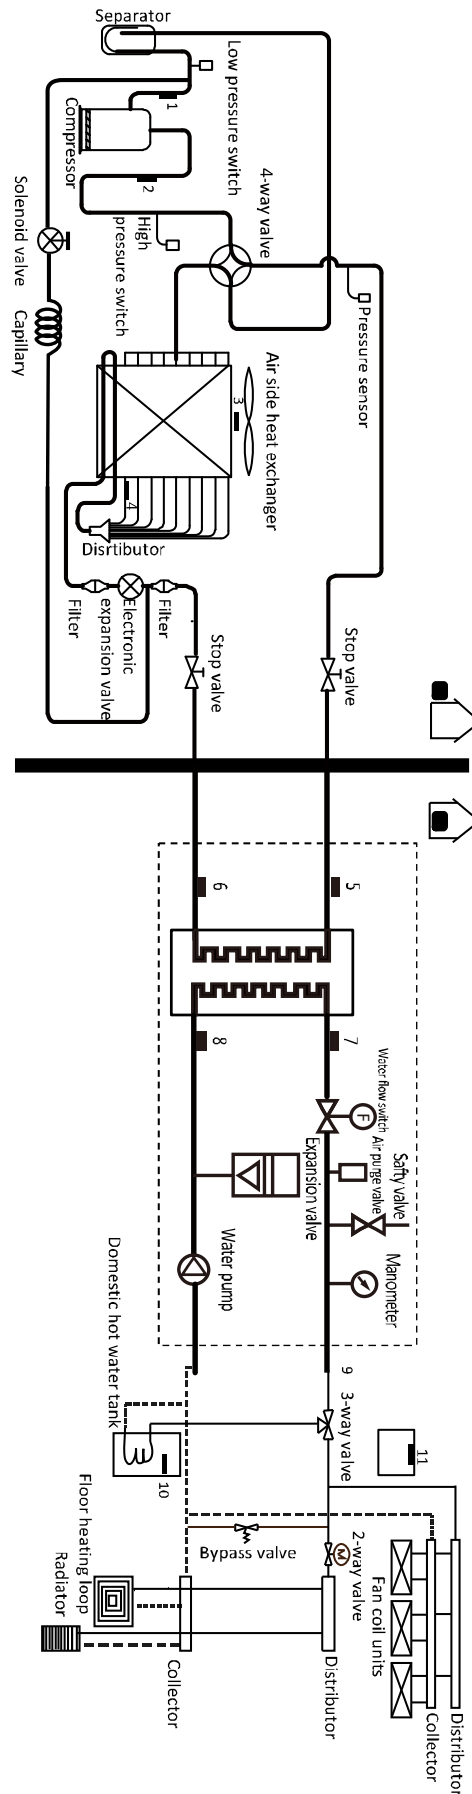 Separator
Low pressure switch
1
Compressor
2
High
pressure switch
4-way valve
Solenoid valve
Capillary
Pressure sensor
Air side heat exchanger
3
4
Disrtibutor
Filter
Electronic
expansion valve
Filter
Stop valve
Stop valve
6
5
8
7
Water flow switch
F
Air purge valve
Safty valve
Expansion valve
Manometer
Water pump
Domestic hot water tank
9
3-way valve
10
11
Bypass valve
M
2-way valve
Fan coil units
Floor heating loop
Radiator
Collector
Distributor
Collector
Distributor